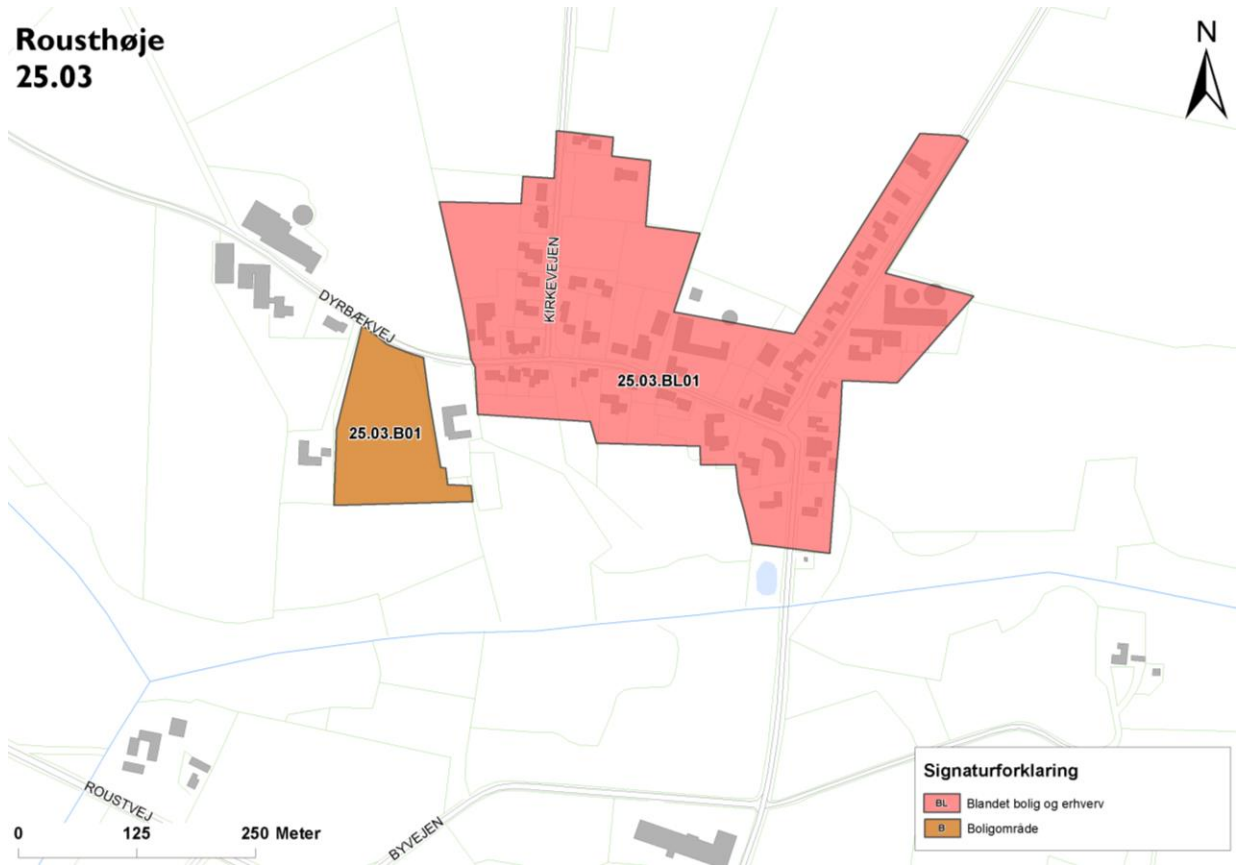 Rousthøje
25.03
N
DYRBÆKVEJ
KIRKEVEJEN
25.03.BL01
25.03.B01
ROUSTVEJ
BYVEJEN
0 125 250 Meter
Signaturforklaring
BL Blandet bolig og erhverv
B Boligområde